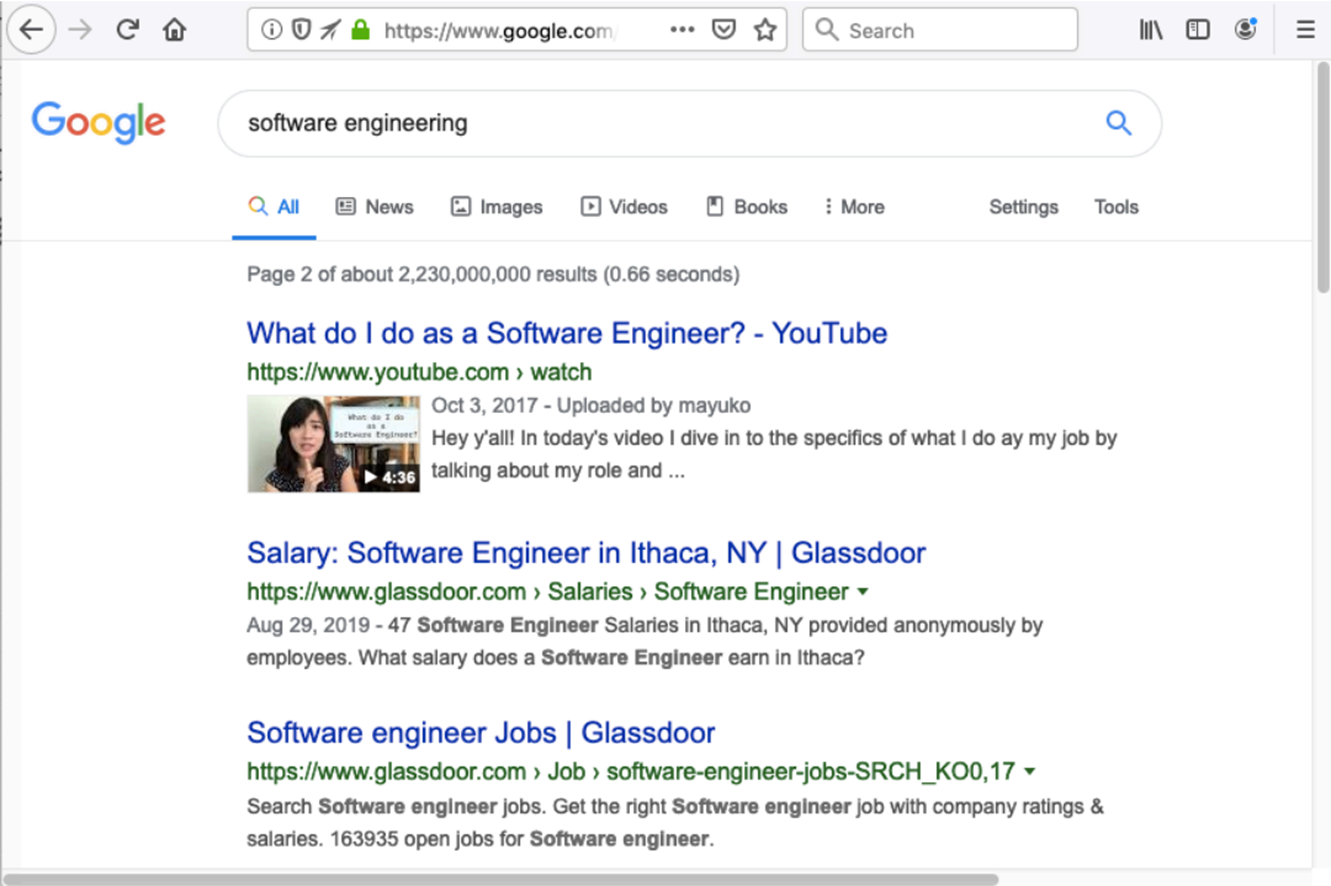 https://www.google.com/
Search
Google
software engineering
All News Images Videos Books More Settings Tools
Page 2 of about 2,230,000,000 results (0.66 seconds)
What do I do as a Software Engineer? - YouTube
https://www.youtube.com › watch
What do I do
as a
Software Engineer?
4:36
Oct 3, 2017 - Uploaded by mayuko
Hey y'all! In today's video I dive in to the specifics of what I do ay my job by
talking about my role and ...
Salary: Software Engineer in Ithaca, NY | Glassdoor
https://www.glassdoor.com › Salaries › Software Engineer
Aug 29, 2019 - 47 Software Engineer Salaries in Ithaca, NY provided anonymously by
employees. What salary does a Software Engineer earn in Ithaca?
Software engineer Jobs | Glassdoor
https://www.glassdoor.com › Job › software-engineer-jobs-SRCH_KO0,17
Search Software engineer jobs. Get the right Software engineer job with company ratings &
salaries. 163935 open jobs for Software engineer.